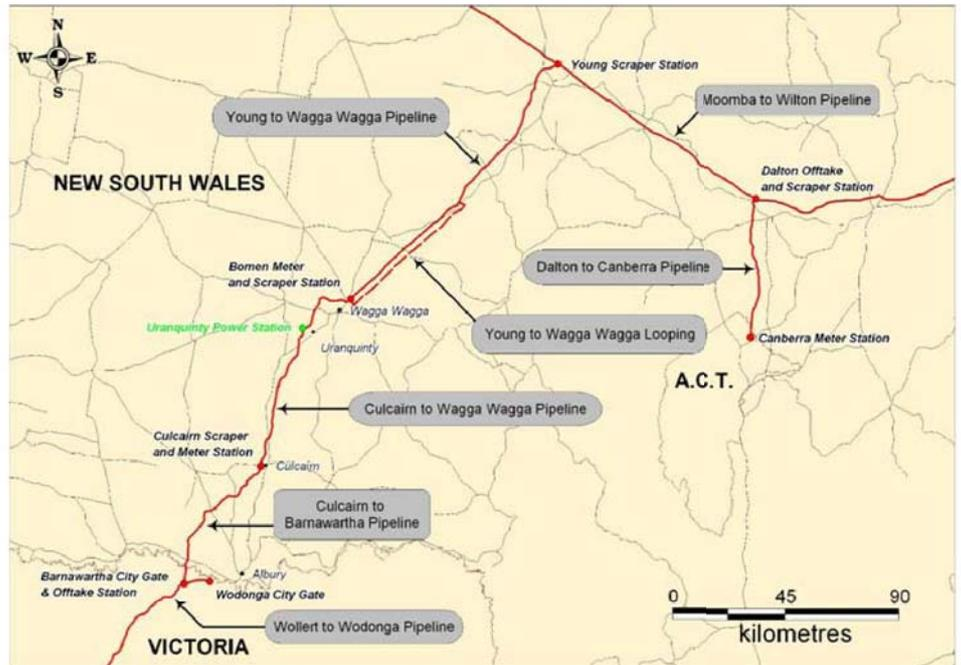 N
W E
S
Young Scraper Station
Moomba to Wilton Pipeline
Young to Wagga Wagga Pipeline
NEW SOUTH WALES
Dalton Offtake
and Scraper Station
Bomen Meter
and Scraper Station
Dalton to Canberra Pipeline
Wagga Wagga
Uranquinty Power Station
Young to Wagga Wagga Looping
Canberra Meter Station
Uranquinty
A.C.T.
Culcairn to Wagga Wagga Pipeline
Culcairn Scraper
and Meter Station
Culcairn
Culcairn to
Barnawartha Pipeline
Albury
Barnawartha City Gate
& Offtake Station
Wodonga City Gate
0 45 90
kilometres
Wollert to Wodonga Pipeline
VICTORIA